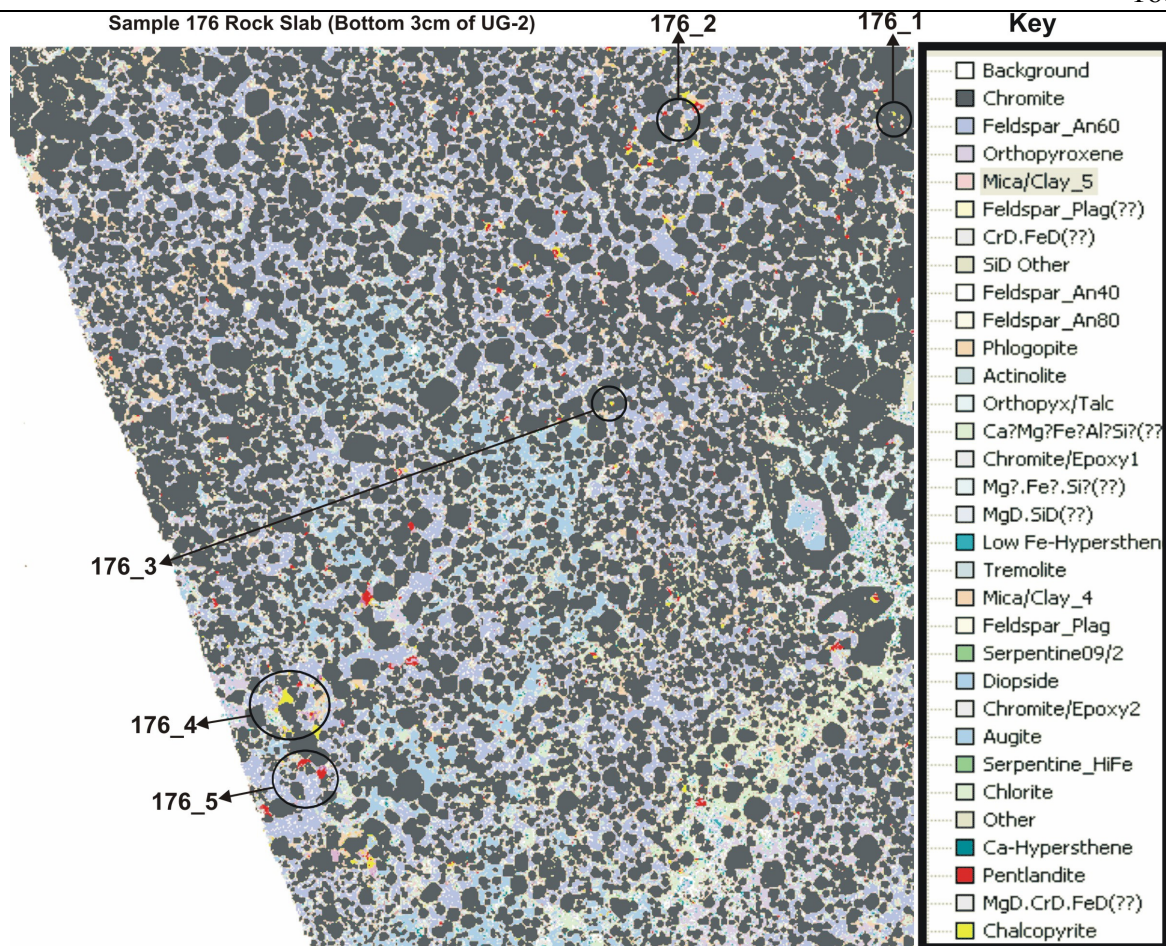 Sample 176 Rock Slab (Bottom 3cm of UG-2)
176_2
176_1
Key
Background
Chromite
Feldspar_An60
Orthopyroxene
Mica/Clay_5
Feldspar_Plag(??)
CrD.FeD(??)
SiD Other
Feldspar_An40
Feldspar_An80
Phlogopite
Actinolite
Orthopyx/Talc
Ca?Mg?Fe?Al?Si?(??
Chromite/Epoxy1
Mg?.Fe?.Si?(??)
MgD.SiD(??)
Low Fe-Hypersthen
Tremolite
Mica/Clay_4
Feldspar_Plag
Serpentine09/2
Diopside
Chromite/Epoxy2
Augite
Serpentine_HiFe
Chlorite
Other
Ca-Hypersthene
Pentlandite
MgD.CrD.FeD(??)
Chalcopyrite
176_3
176_4
176_5